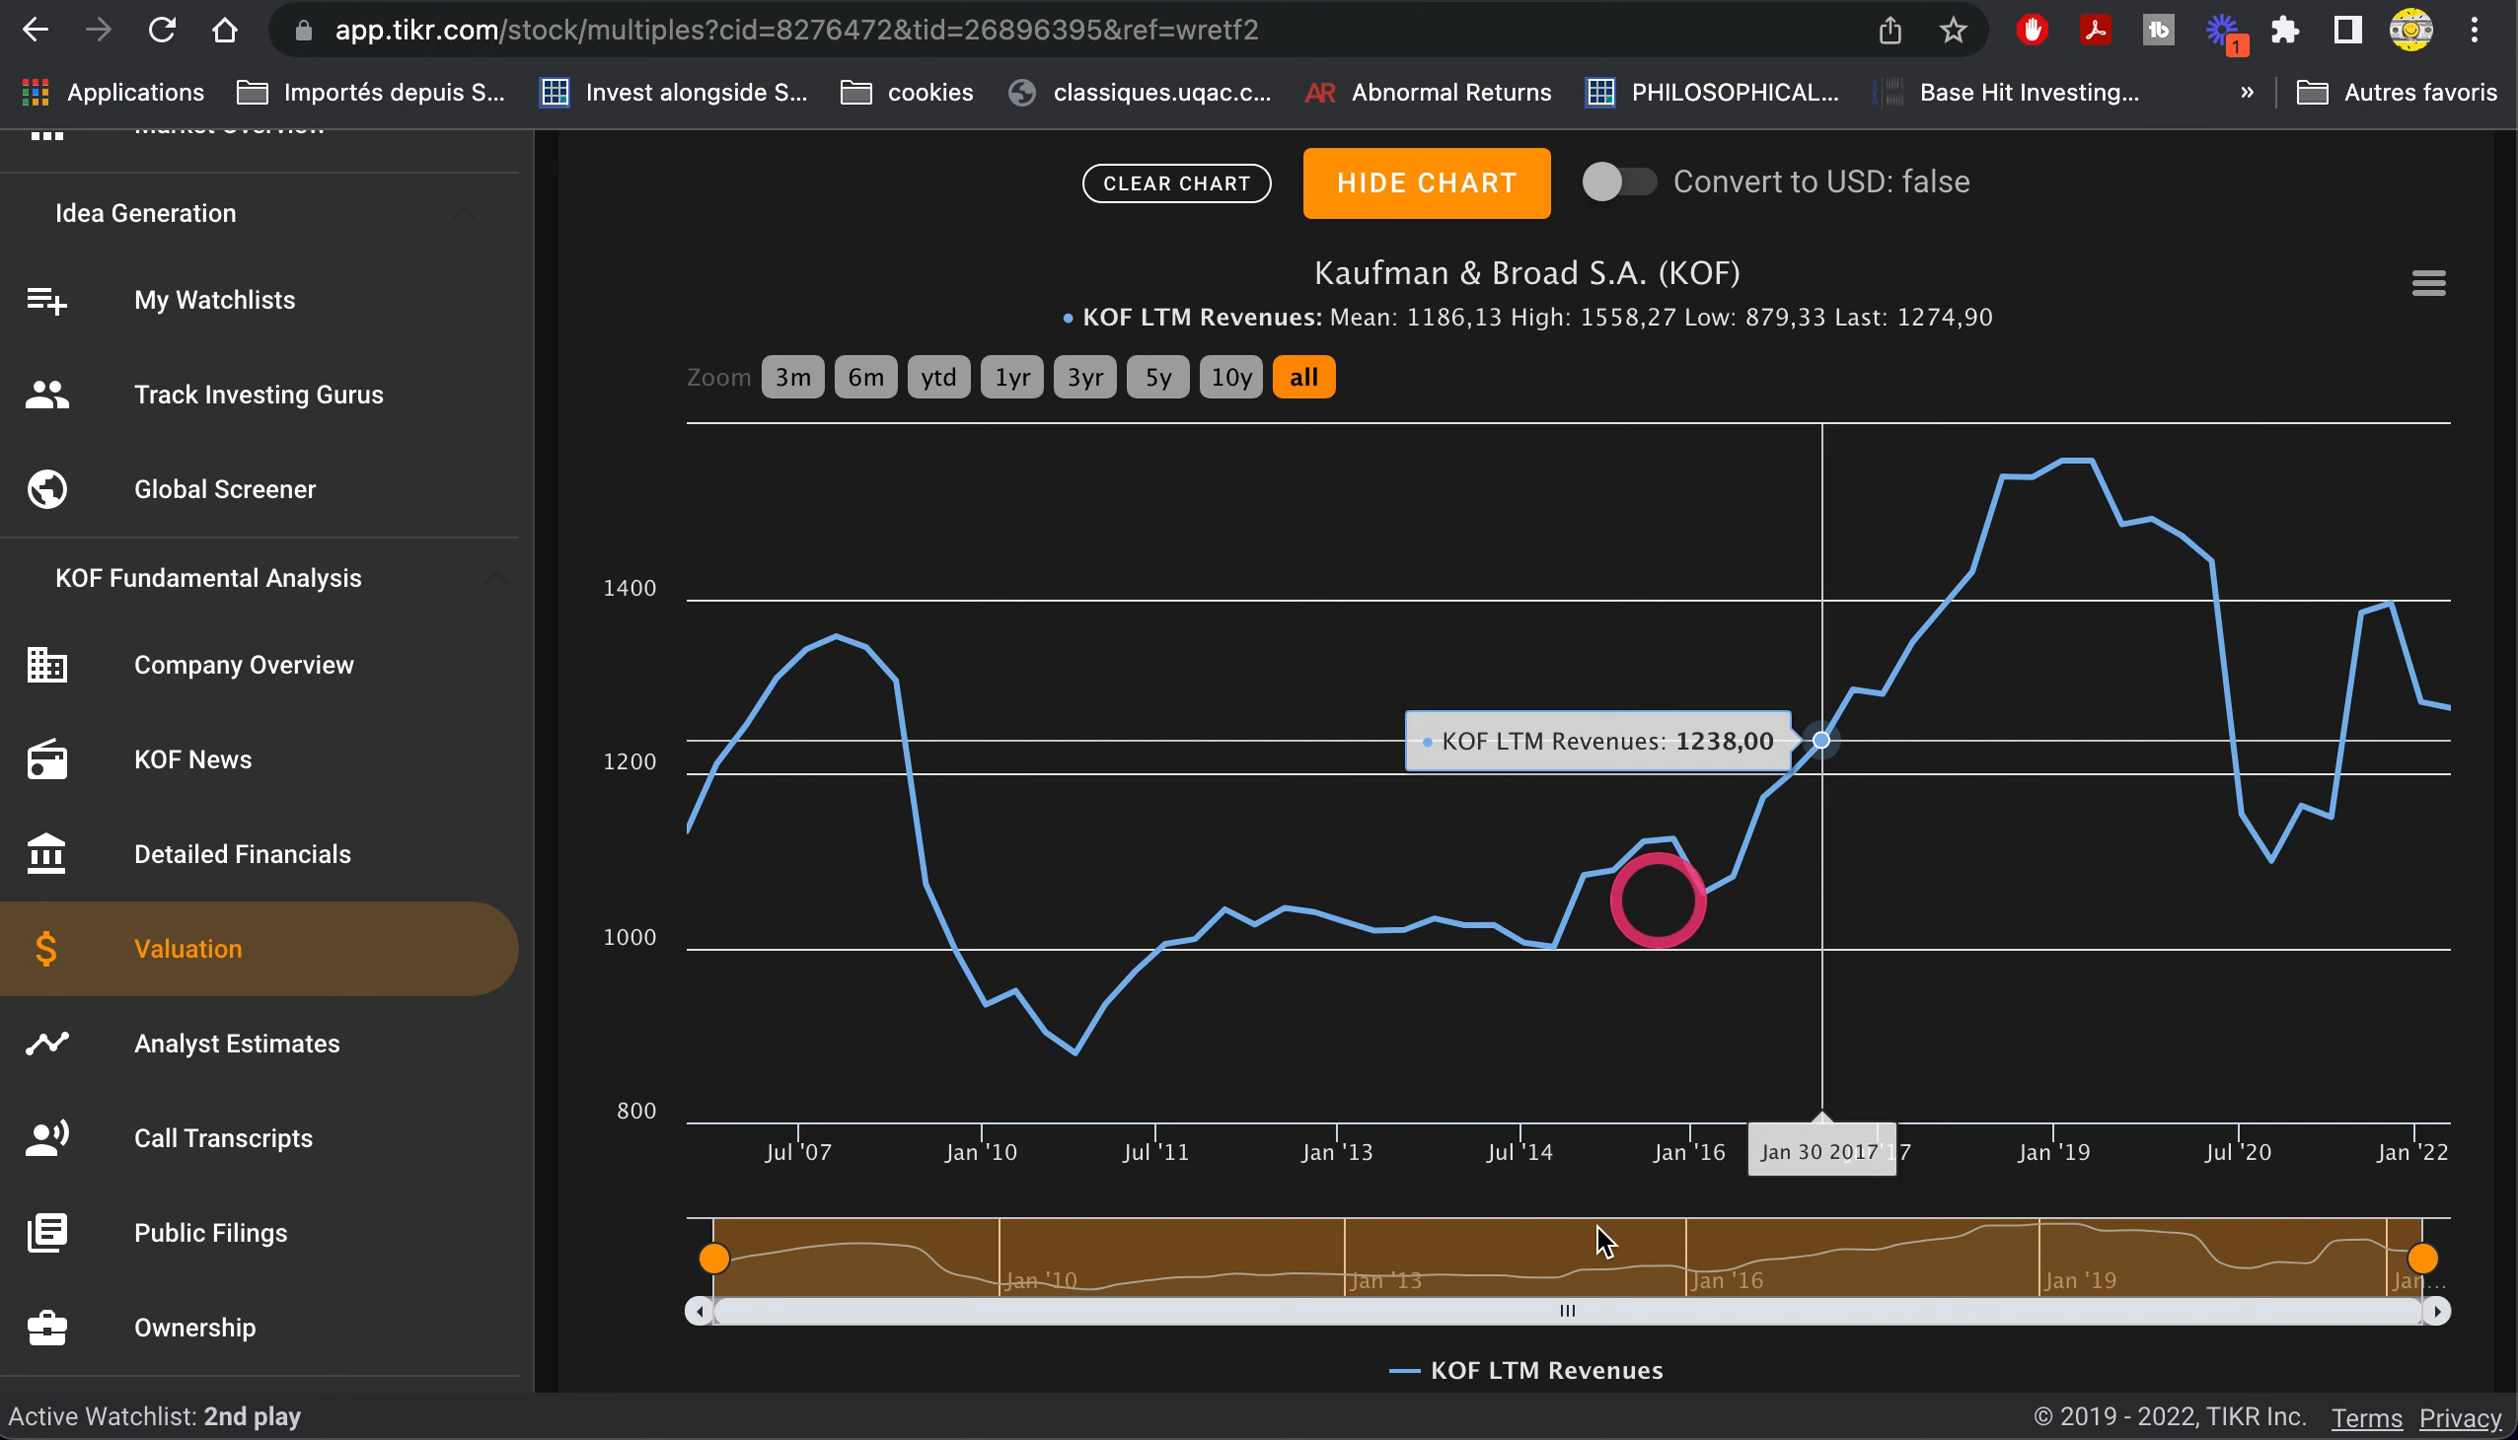 app.tikr.com/stock/multiples?cid=8276472&tid=26896395&ref=wretf2
1
Applications
Importés depuis S...
Invest alongside S...
cookies
classiques.uqac.c...
AR Abnormal Returns
PHILOSOPHICAL...
Base Hit Investing...
»
Autres favoris
Market Overview
Idea Generation
My Watchlists
Track Investing Gurus
Global Screener
KOF Fundamental Analysis
Company Overview
KOF News
Detailed Financials
$ Valuation
Analyst Estimates
Call Transcripts
Public Filings
Ownership
CLEAR CHART
HIDE CHART
Convert to USD: false
Kaufman & Broad S.A. (KOF)
• KOF LTM Revenues: Mean: 1186,13 High: 1558,27 Low: 879,33 Last: 1274,90
Zoom 3m 6m ytd 1yr 3yr 5y 10y all
1400
1200
1000
800
• KOF LTM Revenues: 1238,00
Jul '07 Jan '10 Jul '11 Jan '13 Jul '14 Jan '16 Jan 30 2017 '17 Jan '19 Jul '20 Jan '22
Jan '10 Jan '13 Jan '16 Jan '19 Jan...
KOF LTM Revenues
Active Watchlist: 2nd play
© 2019 - 2022, TIKR Inc. Terms Privacy